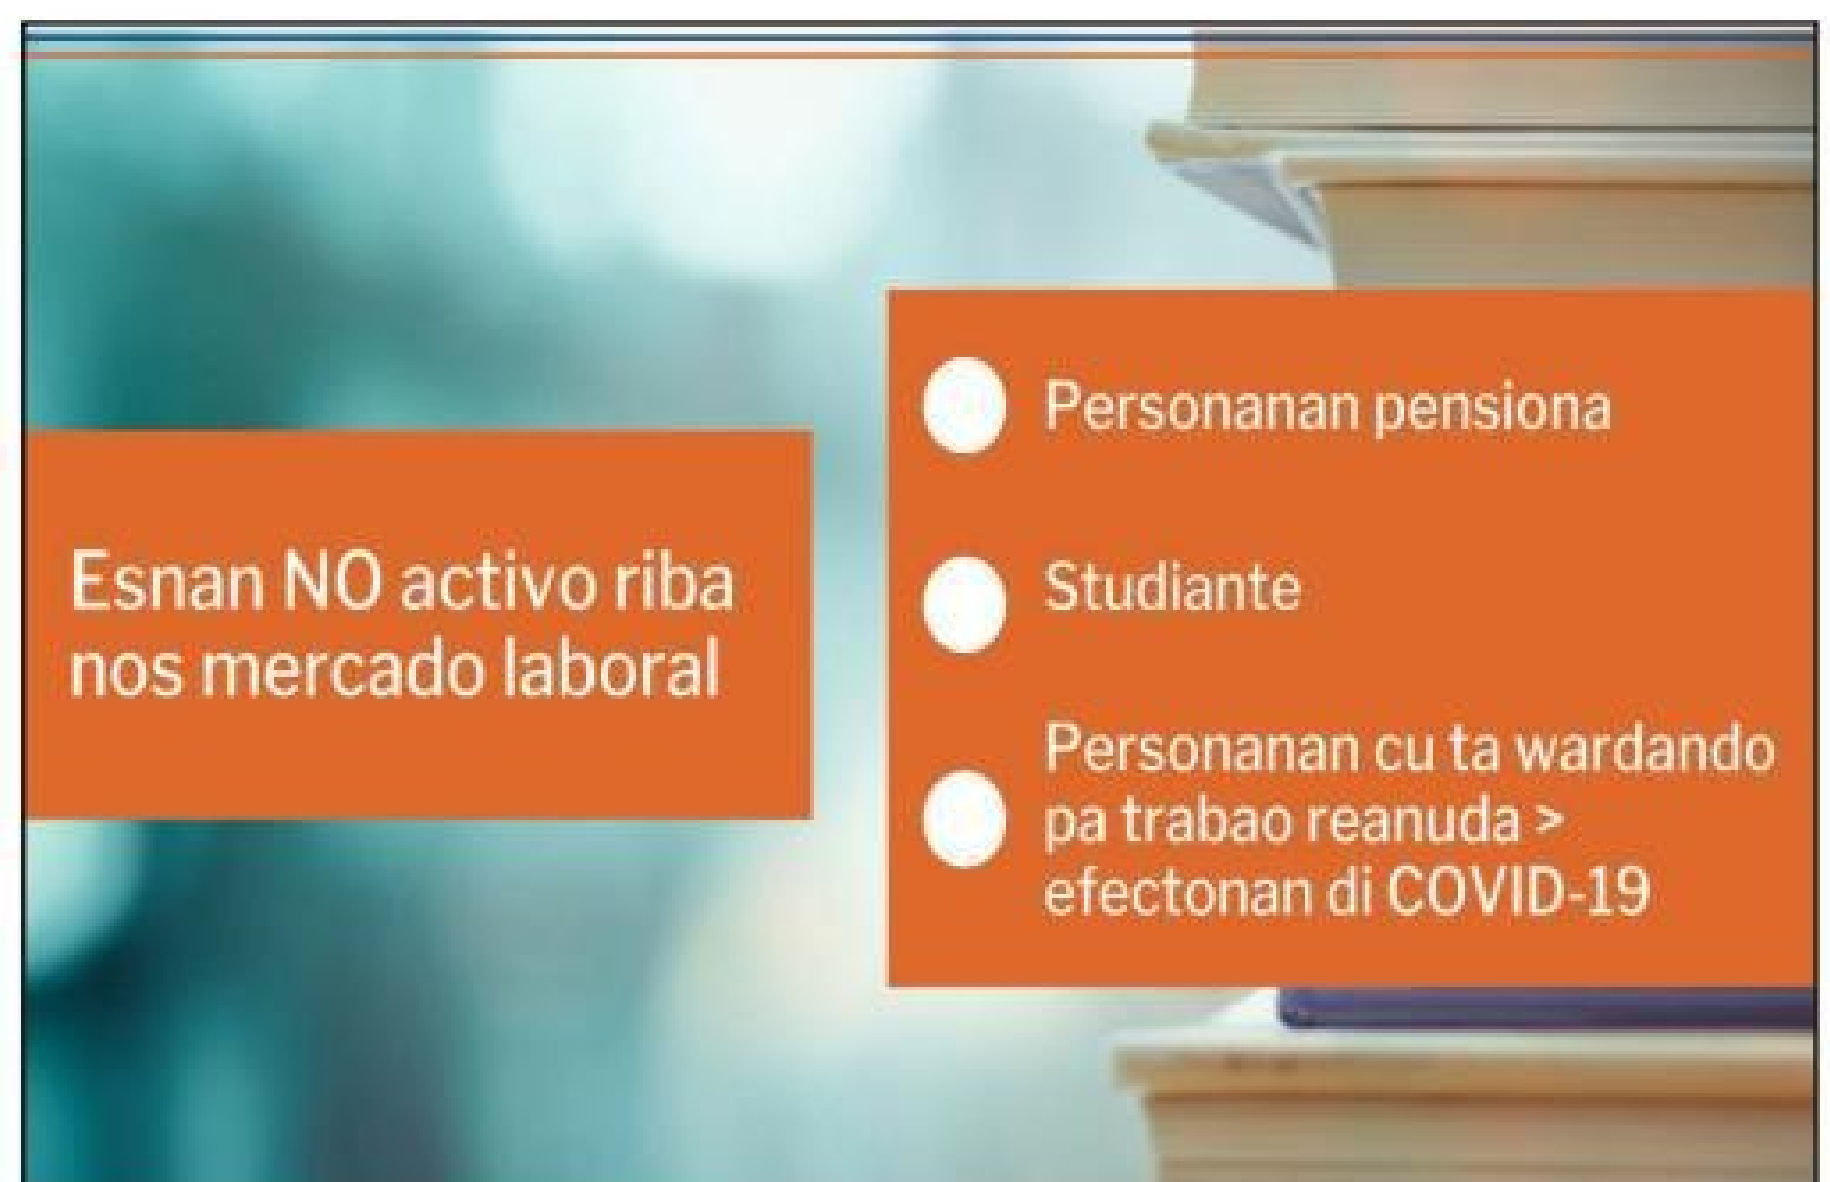 Esnan NO activo riba
nos mercado laboral
Personanan pensiona
Studiante
Personanan cu ta wardando
pa trabao reanuda >
efectonan di COVID-19